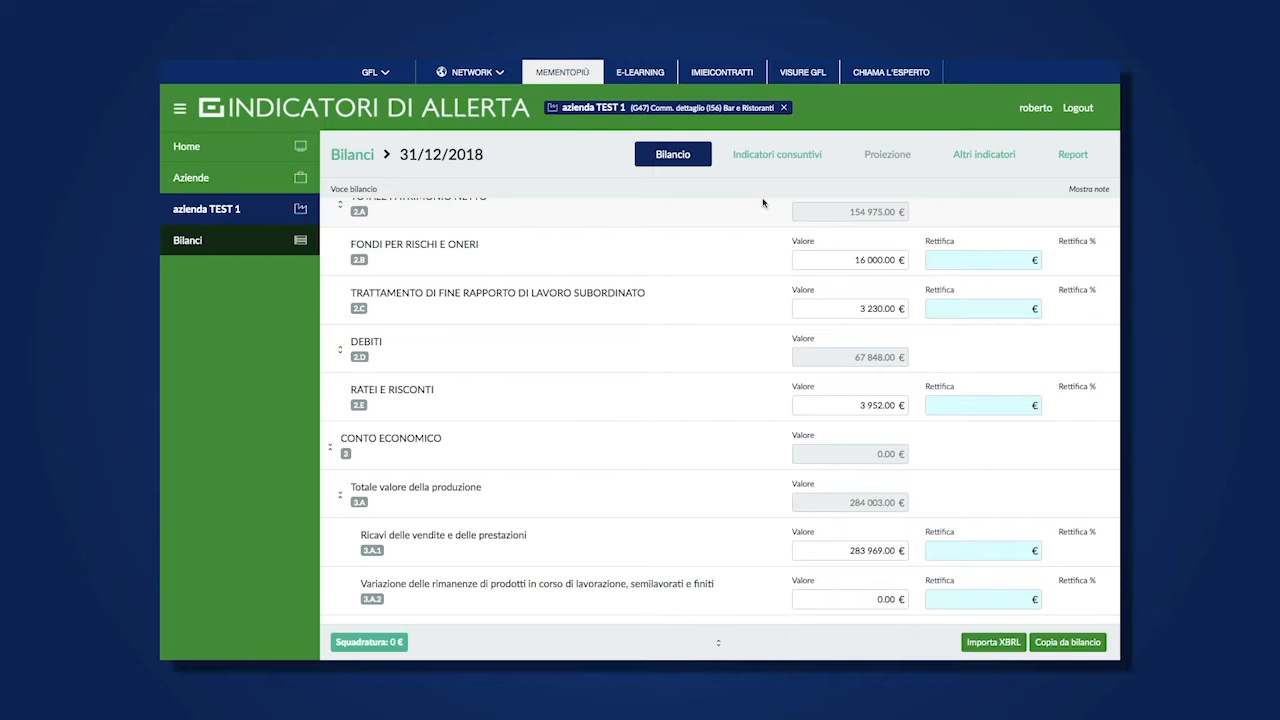 GFL NETWORK MEMENTOPIÙ E-LEARNING IMIEICONTRATTI VISURE GFL CHIAMA L'ESPERTO
INDICATORI DI ALLERTA azienda TEST 1 (G47) Comm. dettaglio (I56) Bar e Ristoranti × roberto Logout
Home
Aziende
azienda TEST 1
Bilanci
Bilanci > 31/12/2018 Bilancio Indicatori consuntivi Proiezione Altri indicatori Report
Voce bilancio Mostra note
TOTALE PATRIMONIO NETTO
2.A 154 975.00 €
FONDI PER RISCHI E ONERI Valore Rettifica Rettifica %
2.B 16 000.00 € €
TRATTAMENTO DI FINE RAPPORTO DI LAVORO SUBORDINATO Valore Rettifica Rettifica %
2.C 3 230.00 € €
DEBITI Valore
2.D 67 848.00 €
RATEI E RISCONTI Valore Rettifica Rettifica %
2.E 3 952.00 € €
CONTO ECONOMICO Valore
3 0.00 €
Totale valore della produzione Valore
3.A 284 003.00 €
Ricavi delle vendite e delle prestazioni Valore Rettifica Rettifica %
3.A.1 283 969.00 € €
Variazione delle rimanenze di prodotti in corso di lavorazione, semilavorati e finiti Valore Rettifica Rettifica %
3.A.2 0.00 € €
Squadratura: 0 € Importa XBRL Copia da bilancio